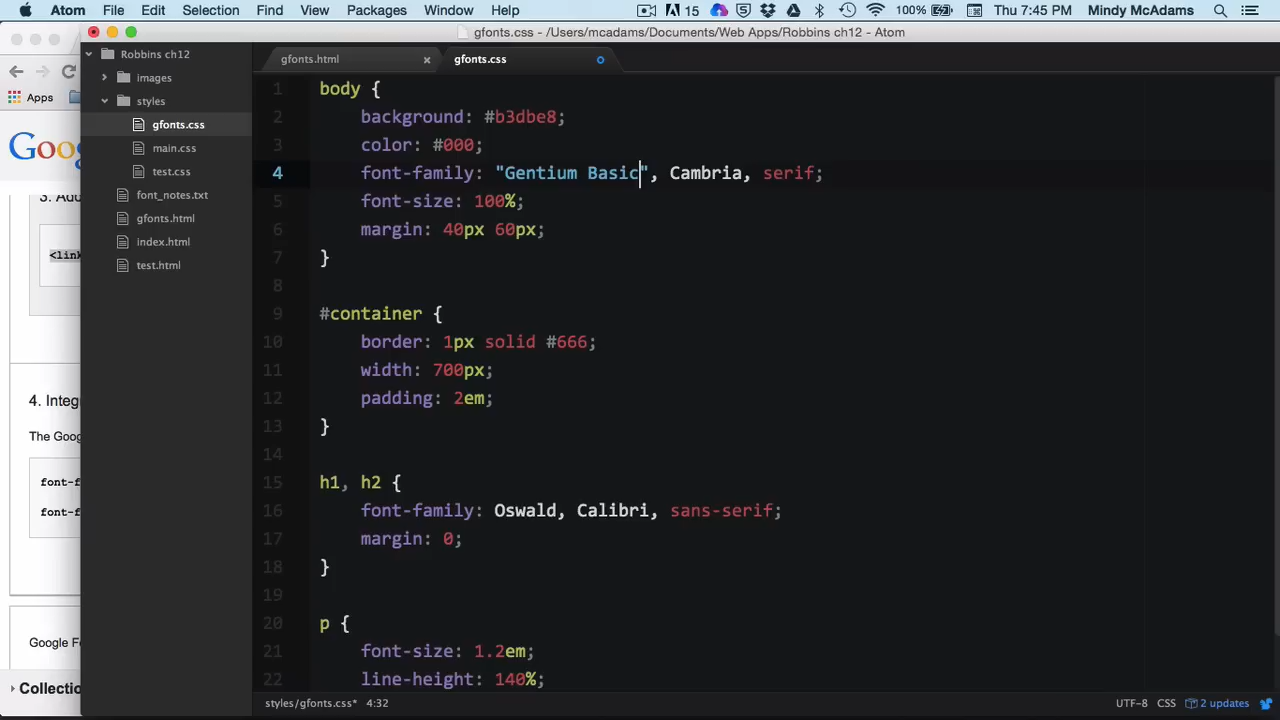 Atom File Edit Selection Find View Packages Window Help 15 100% Thu 7:45 PM Mindy McAdams
gfonts.css - /Users/mcadams/Documents/Web Apps/Robbins ch12 - Atom
Robbins ch12
images
styles
gfonts.css
main.css
test.css
font_notes.txt
gfonts.html
index.html
test.html
Apps
3. Add
<link
4. Integ
The Goog
font-f
font-f
Google Fo
Collectio
gfonts.html
gfonts.css
1 body {
2 background: #b3dbe8;
3 color: #000;
4 font-family: "Gentium Basic", Cambria, serif;
5 font-size: 100%;
6 margin: 40px 60px;
7 }
8
9 #container {
10 border: 1px solid #666;
11 width: 700px;
12 padding: 2em;
13 }
14
15 h1, h2 {
16 font-family: Oswald, Calibri, sans-serif;
17 margin: 0;
18 }
19
20 p {
21 font-size: 1.2em;
22 line-height: 140%;
styles/gfonts.css* 4:32 UTF-8 CSS 2 updates